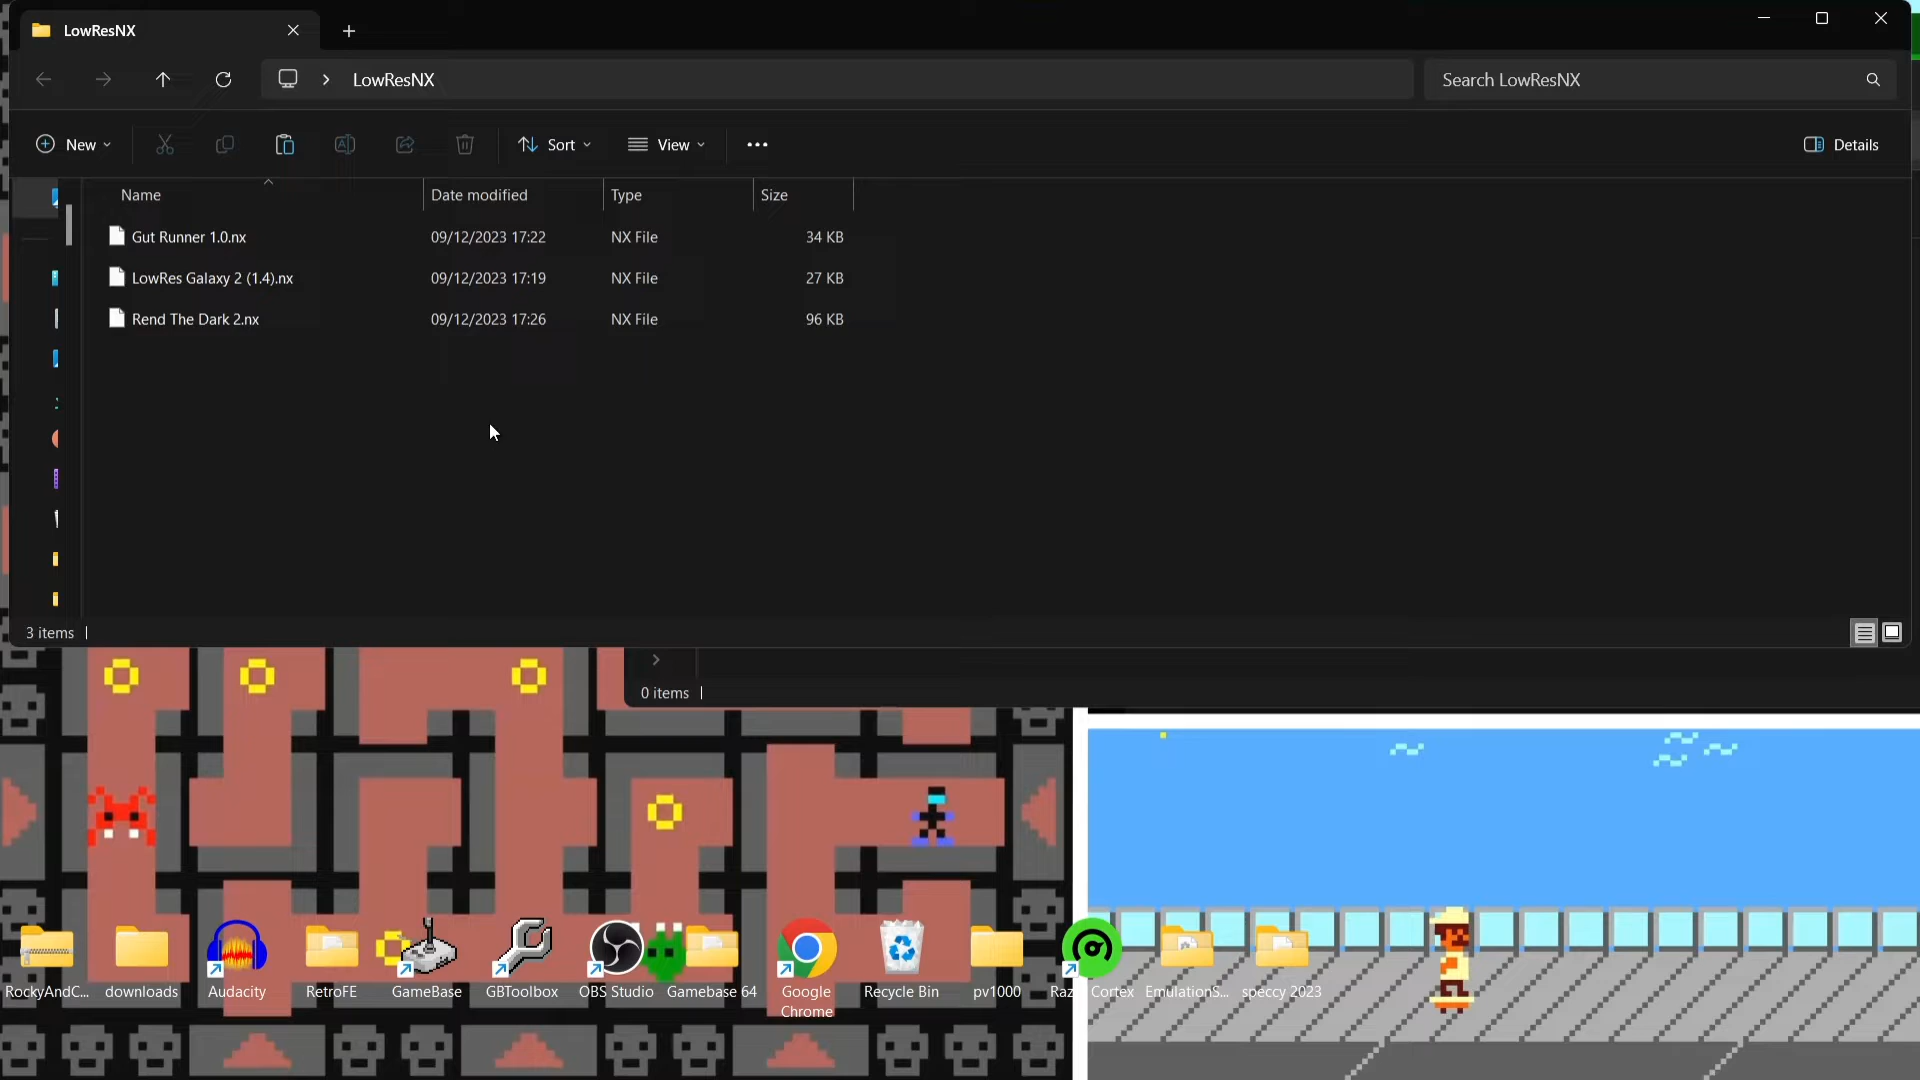 LowResNX
LowResNX
Search LowResNX
New
Sort
View
Details
Name
Date modified
Type
Size
Gut Runner 1.0.nx
09/12/2023 17:22
NX File
34 KB
LowRes Galaxy 2 (1.4).nx
09/12/2023 17:19
NX File
27 KB
Rend The Dark 2.nx
09/12/2023 17:26
NX File
96 KB
3 items
0 items
RockyAndC...
downloads
Audacity
RetroFE
GameBase
GBToolbox
OBS Studio
Gamebase 64
Google
Chrome
Recycle Bin
pv1000
Cortex
EmulationS...
speccy 2023